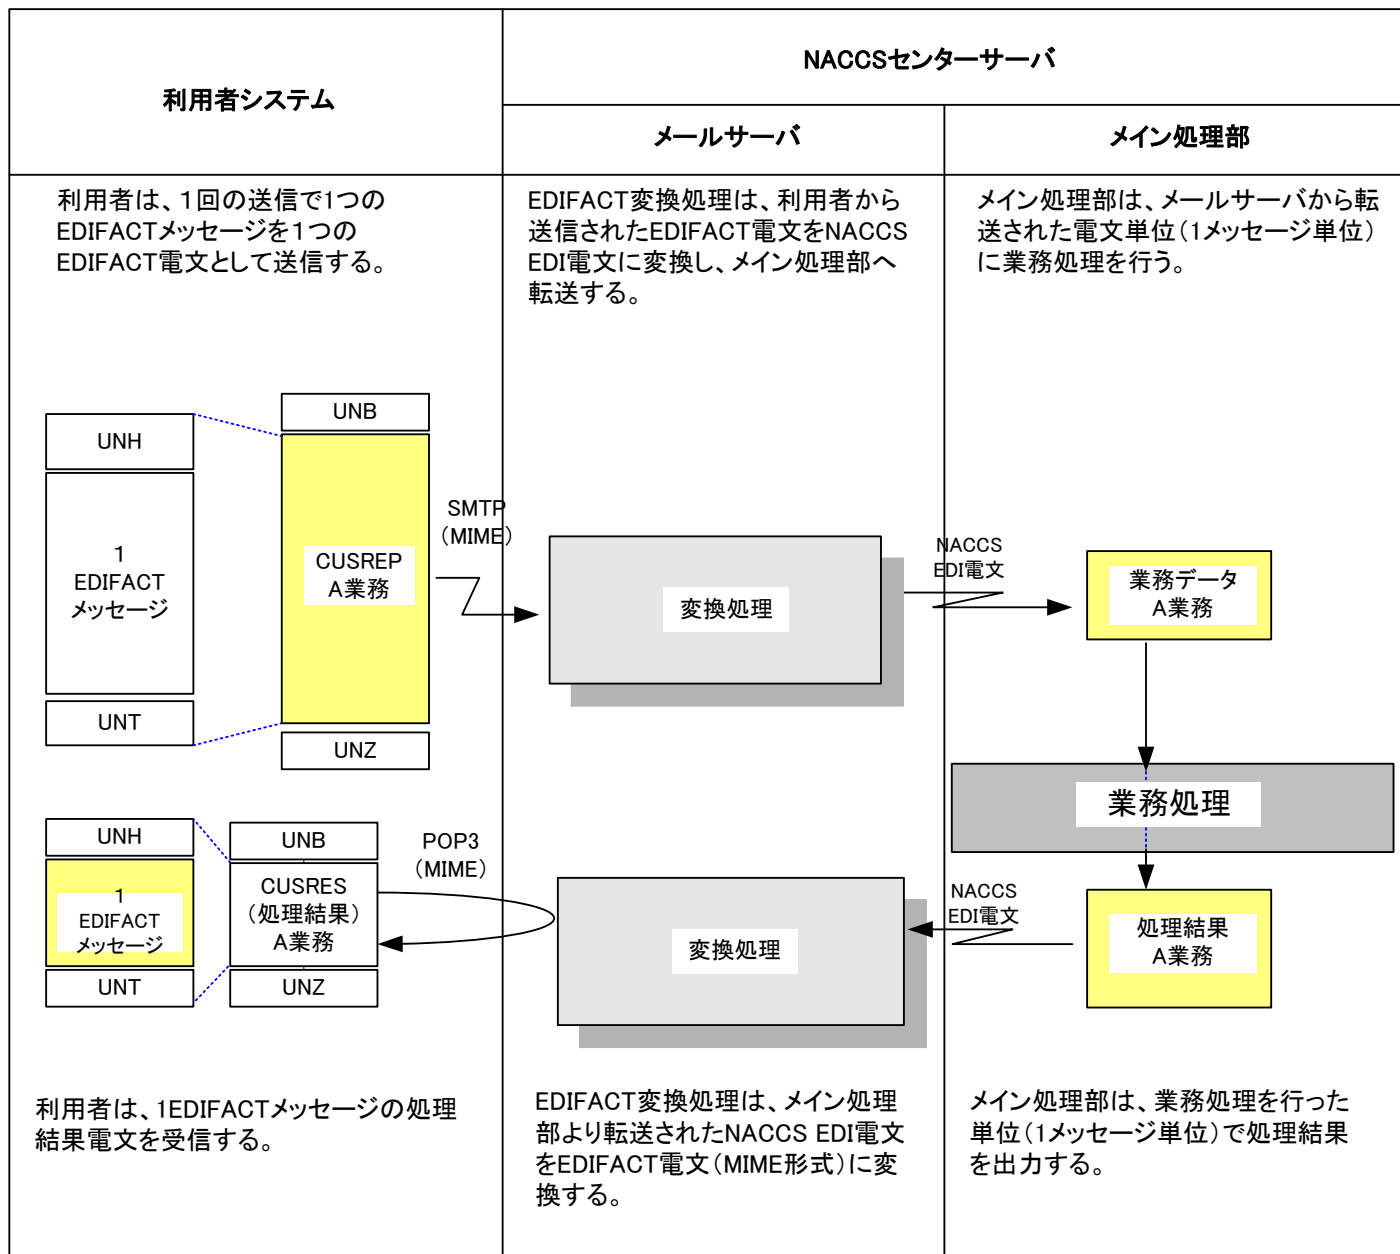 利用者システム
NACCSセンターサーバ
メールサーバ
メイン処理部
利用者は、１回の送信で1つの
EDIFACTメッセージを１つの
EDIFACT電文として送信する。
EDIFACT変換処理は、利用者から
送信されたEDIFACT電文をNACCS
EDI電文に変換し、メイン処理部へ
転送する。
メイン処理部は、メールサーバから転
送された電文単位（1メッセージ単位）
に業務処理を行う。
UNH
1
EDIFACT
メッセージ
UNT
UNB
CUSREP
A業務
UNZ
SMTP
（MIME）
変換処理
NACCS
EDI電文
業務データ
A業務
業務処理
UNH
1
EDIFACT
メッセージ
UNT
UNB
CUSRES
（処理結果）
A業務
UNZ
POP3
（MIME）
変換処理
NACCS
EDI電文
処理結果
A業務
利用者は、1EDIFACTメッセージの処理
結果電文を受信する。
EDIFACT変換処理は、メイン処理
部より転送されたNACCS EDI電文
をEDIFACT電文（MIME形式）に変
換する。
メイン処理部は、業務処理を行った
単位（1メッセージ単位）で処理結果
を出力する。